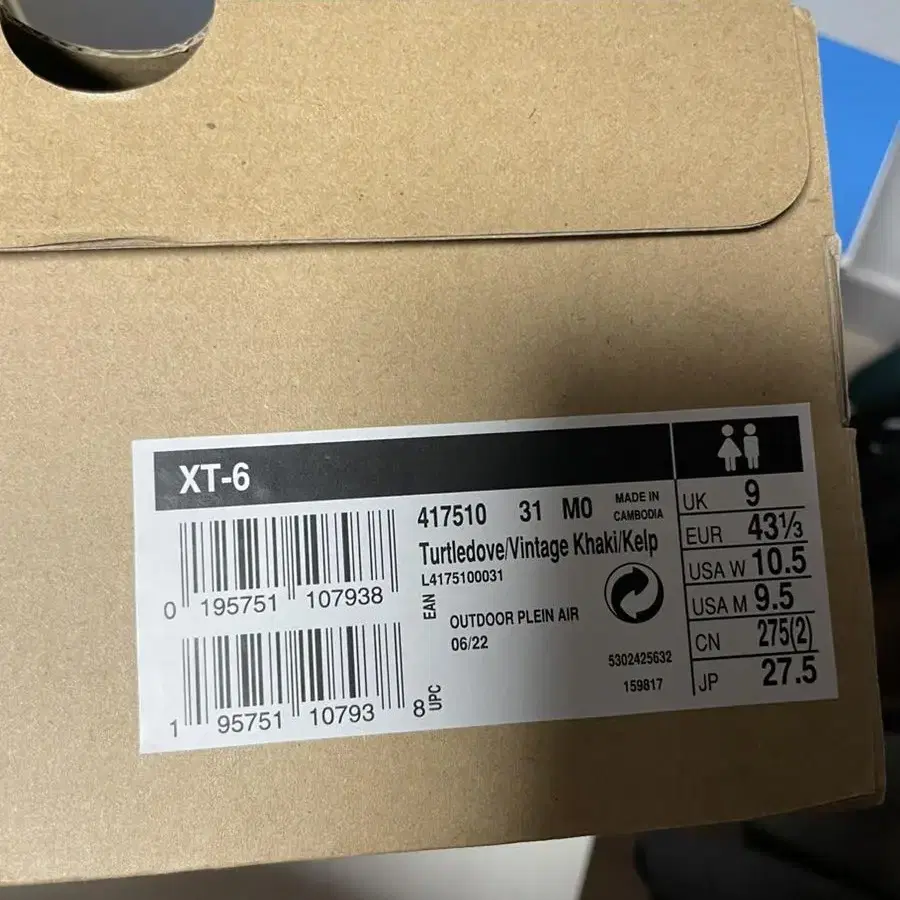 XT-6
417510 31 M0
MADE IN
CAMBODIA
Turtledove/Vintage Khaki/Kelp
L4175100031
EAN
OUTDOOR PLEIN AIR
06/22
5302425632
159817
0 195751 107938
1 95751 10793 8
UPC
UK 9
EUR 43⅓
USA W 10.5
USA M 9.5
CN 275(2)
JP 27.5